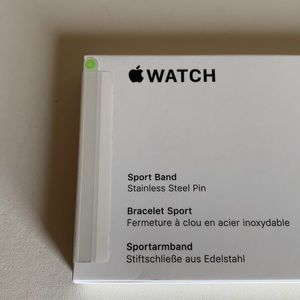 WATCH
Sport Band
Stainless Steel Pin
Bracelet Sport
Fermeture à clou en acier inoxydable
Sportarmband
Stiftschließe aus Edelstahl